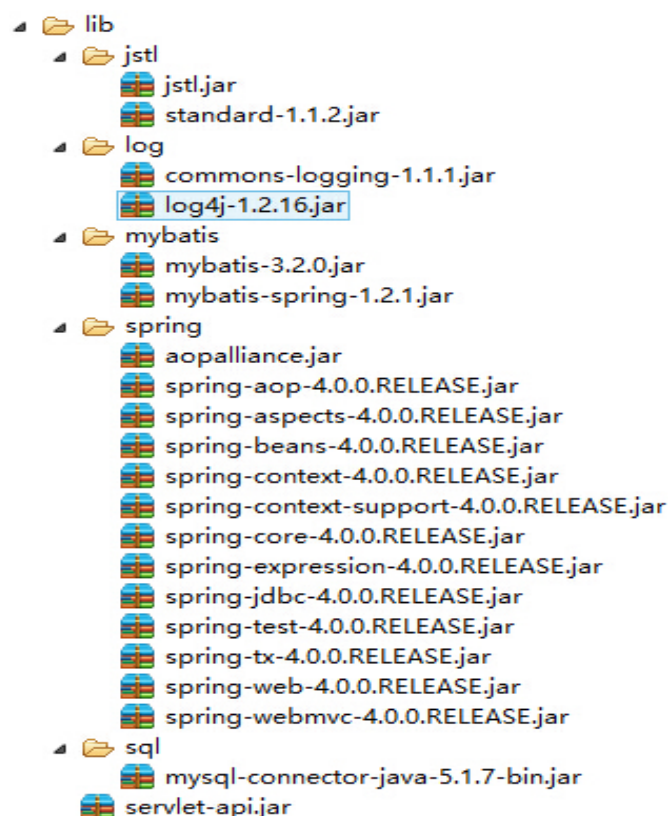 lib
jstl
jstl.jar
standard-1.1.2.jar
log
commons-logging-1.1.1.jar
log4j-1.2.16.jar
mybatis
mybatis-3.2.0.jar
mybatis-spring-1.2.1.jar
spring
aopalliance.jar
spring-aop-4.0.0.RELEASE.jar
spring-aspects-4.0.0.RELEASE.jar
spring-beans-4.0.0.RELEASE.jar
spring-context-4.0.0.RELEASE.jar
spring-context-support-4.0.0.RELEASE.jar
spring-core-4.0.0.RELEASE.jar
spring-expression-4.0.0.RELEASE.jar
spring-jdbc-4.0.0.RELEASE.jar
spring-test-4.0.0.RELEASE.jar
spring-tx-4.0.0.RELEASE.jar
spring-web-4.0.0.RELEASE.jar
spring-webmvc-4.0.0.RELEASE.jar
sql
mysql-connector-java-5.1.7-bin.jar
servlet-api.jar